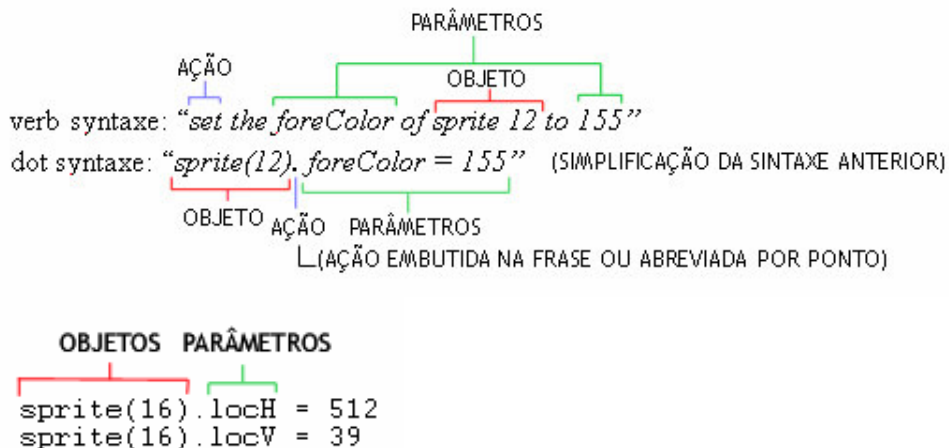 PARÂMETROS
AÇÃO
OBJETO
verb syntaxe: “set the foreColor of sprite 12 to 155”
dot syntaxe: “sprite(12). foreColor = 155” (SIMPLIFICAÇÃO DA SINTAXE ANTERIOR)
OBJETO AÇÃO PARÂMETROS
(AÇÃO EMBUTIDA NA FRASE OU ABREVIADA POR PONTO)
OBJETOS PARÂMETROS
sprite(16).locH = 512
sprite(16).locV = 39